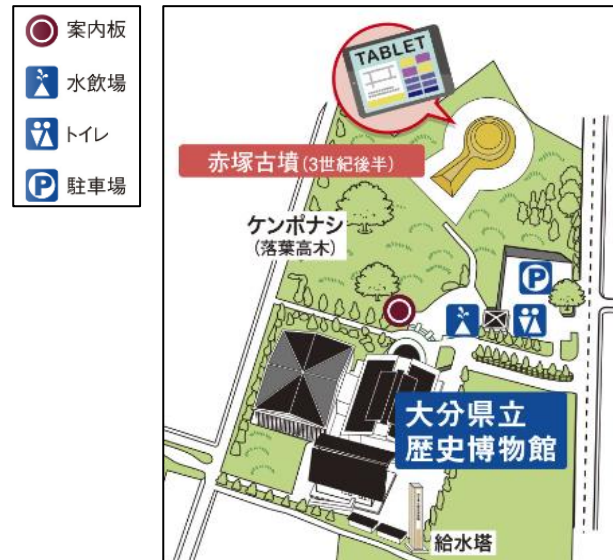 案内板
水飲場
トイレ
P 駐車場
TABLET
赤塚古墳(3世紀後半)
ケンポナシ
(落葉高木)
P
大分県立
歴史博物館
給水塔